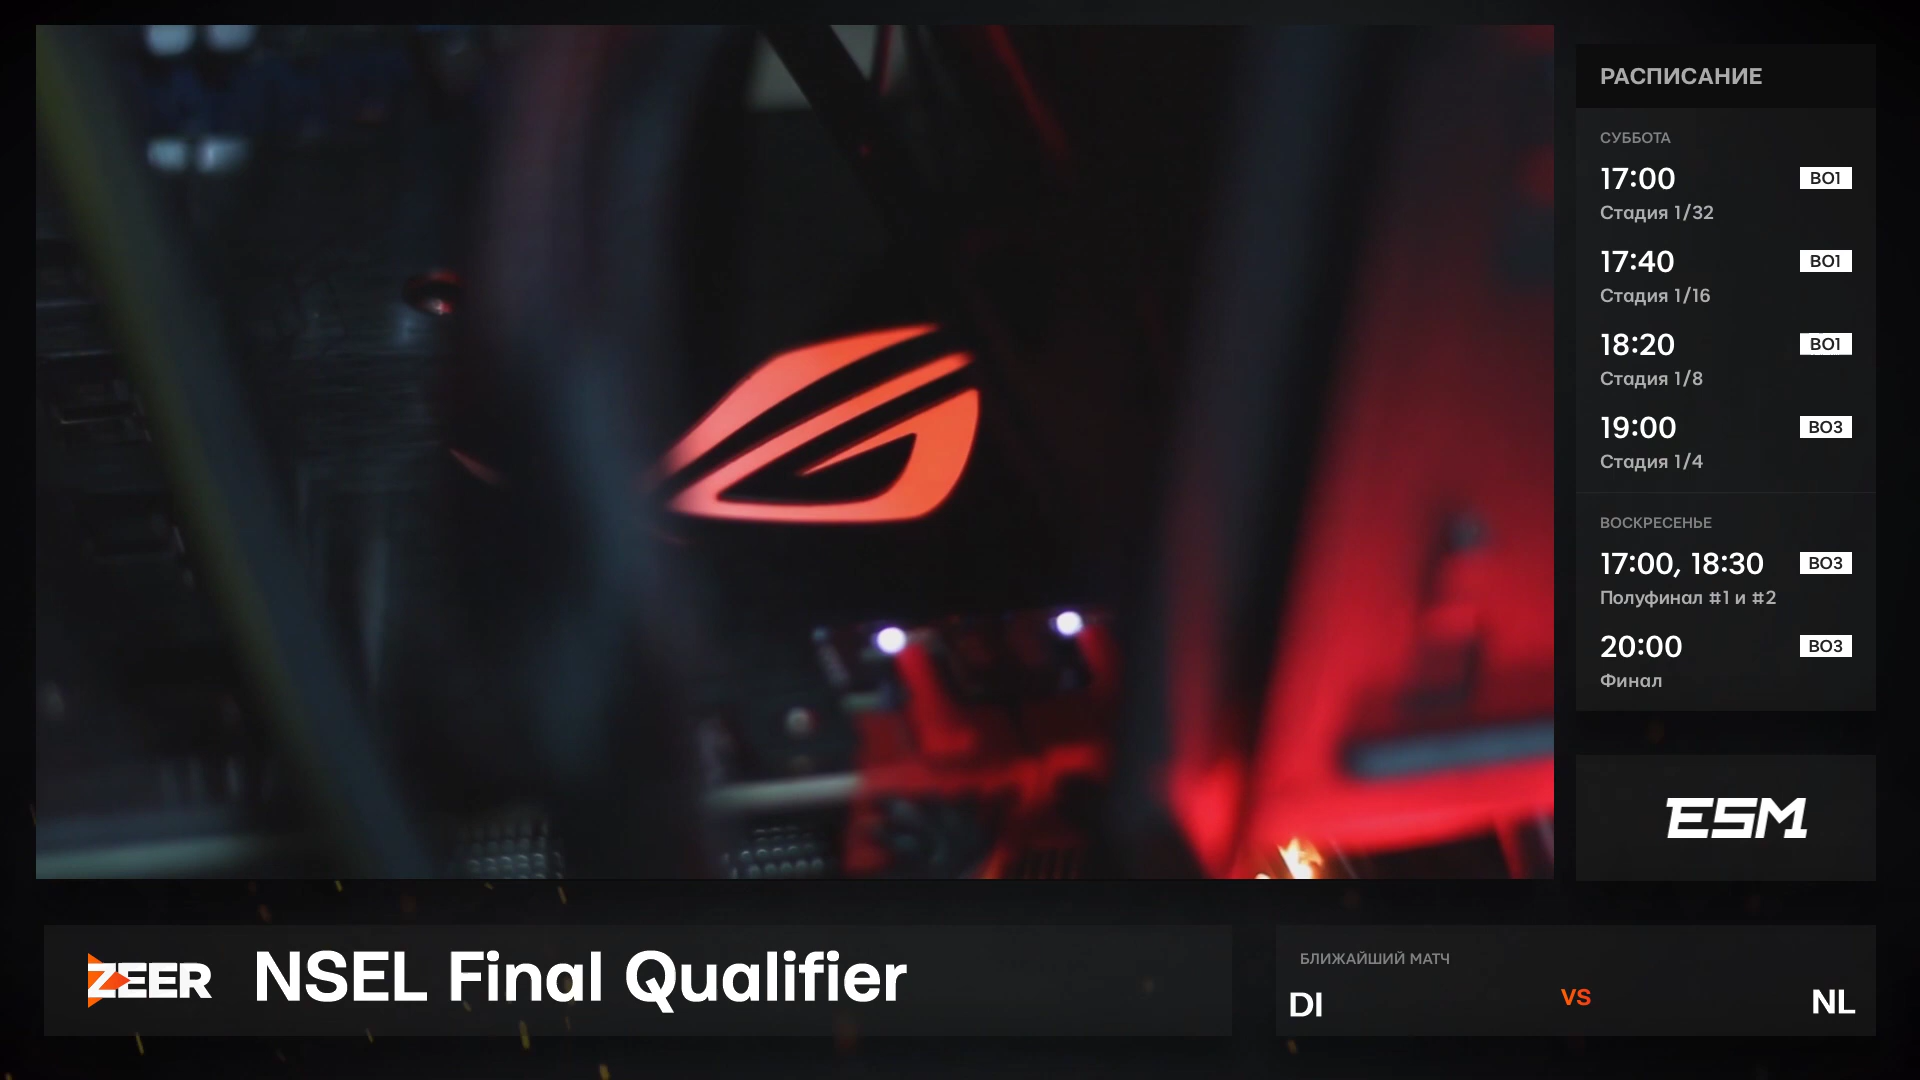 РАСПИСАНИЕ
СУББОТА
17:00 BO1
Стадия 1/32
17:40 BO1
Стадия 1/16
18:20 BO1
Стадия 1/8
19:00 BO3
Стадия 1/4
ВОСКРЕСЕНЬЕ
17:00, 18:30 BO3
Полуфинал #1 и #2
20:00 BO3
Финал
ESM
ZEER NSEL Final Qualifier
БЛИЖАЙШИЙ МАТЧ
DI VS NL